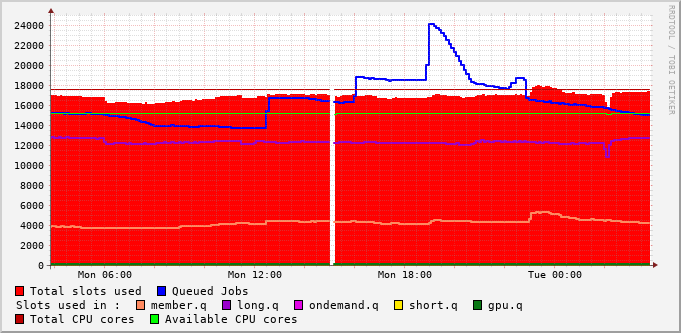 24000
22000
20000
18000
16000
14000
12000
10000
8000
6000
4000
2000
0
Mon 06:00 Mon 12:00 Mon 18:00 Tue 00:00
RRDTOOL / TOBI OETIKER
Total slots used Queued Jobs
Slots used in : member.q long.q ondemand.q short.q gpu.q
Total CPU cores Available CPU cores